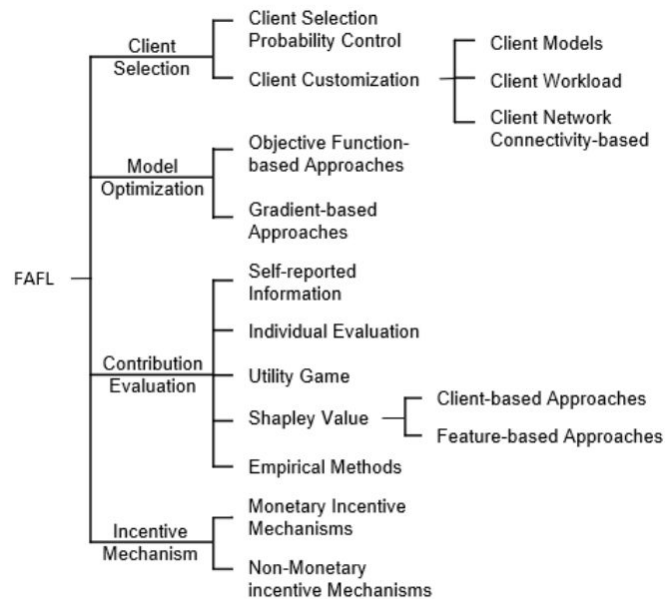 Client Selection
Probability Control
Client
Selection
Client Customization
Client Models
Client Workload
Client Network
Connectivity-based
Objective Function-
based Approaches
Model
Optimization
Gradient-based
Approaches
FAFL
Self-reported
Information
Individual Evaluation
Contribution
Evaluation
Utility Game
Shapley Value
Client-based Approaches
Feature-based Approaches
Empirical Methods
Monetary Incentive
Mechanisms
Incentive
Mechanism
Non-Monetary
incentive Mechanisms